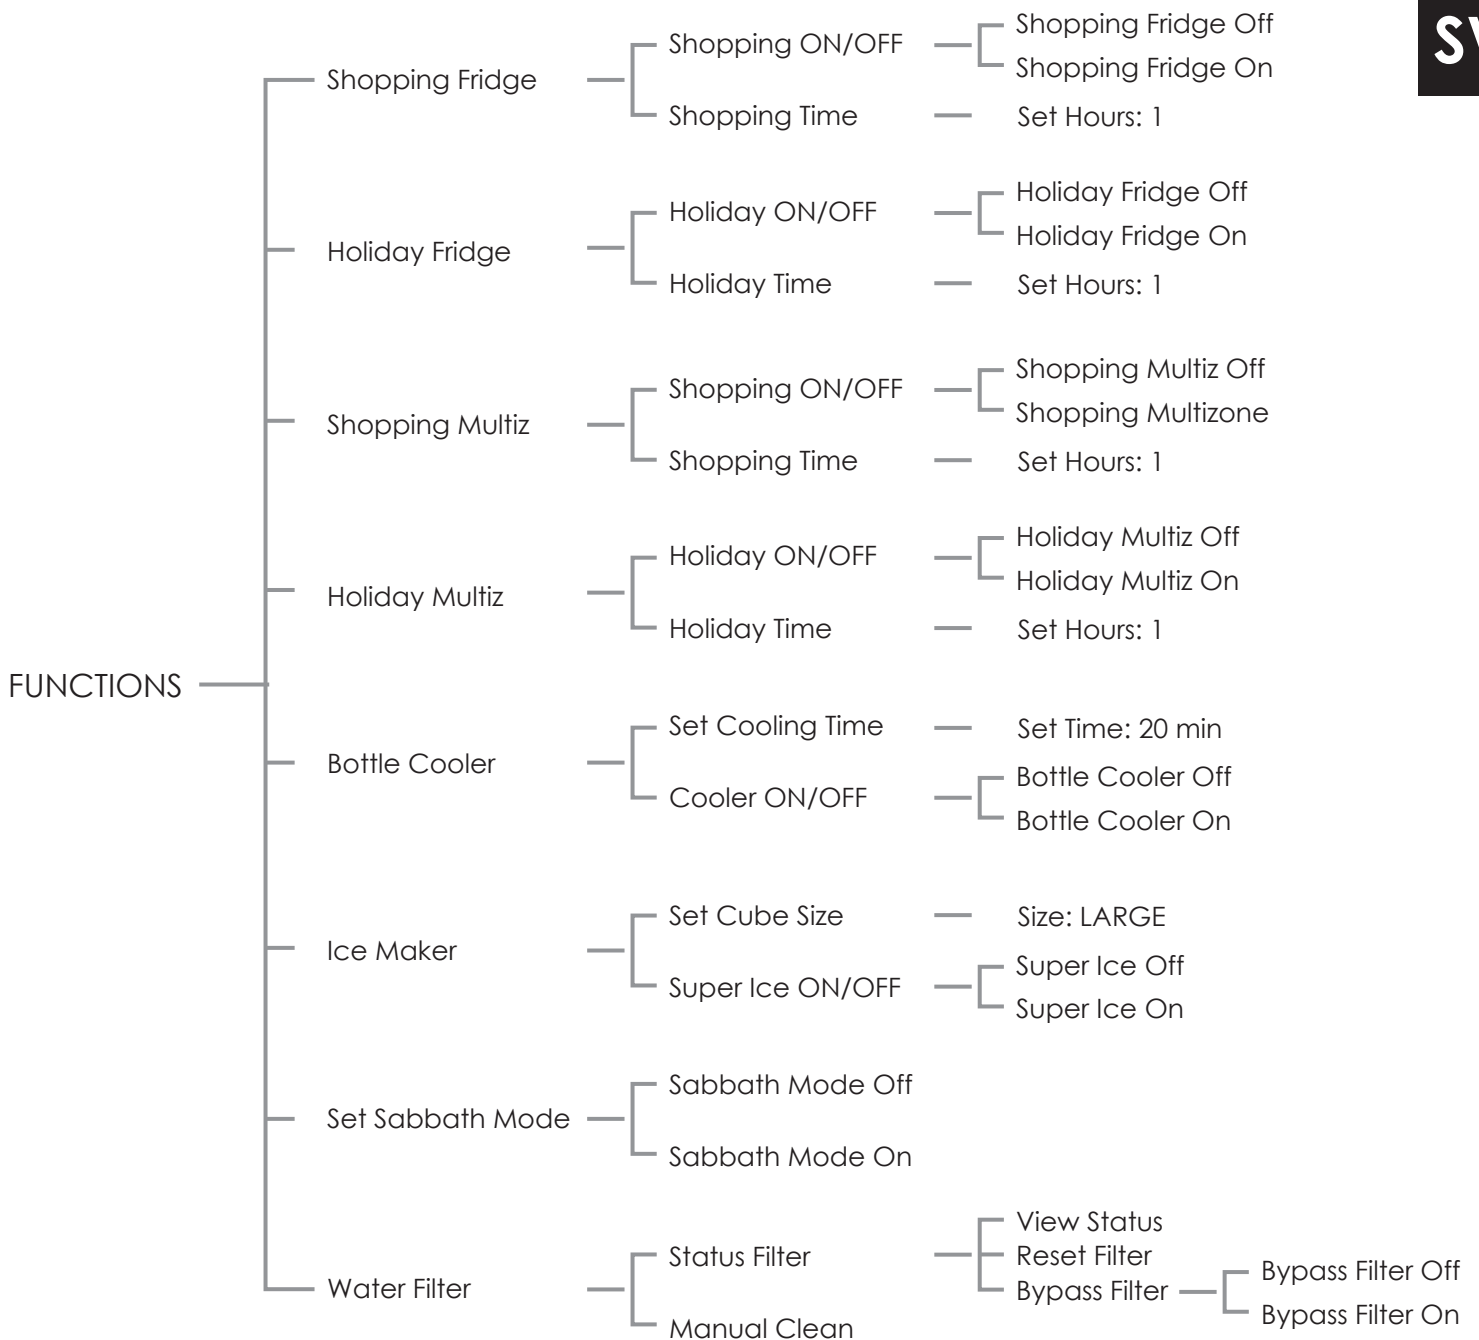 SV
Shopping Fridge
Shopping ON/OFF
Shopping Fridge Off
Shopping Fridge On
Shopping Time
Set Hours: 1
Holiday Fridge
Holiday ON/OFF
Holiday Fridge Off
Holiday Fridge On
Holiday Time
Set Hours: 1
Shopping Multiz
Shopping ON/OFF
Shopping Multiz Off
Shopping Multizone
Shopping Time
Set Hours: 1
Holiday Multiz
Holiday ON/OFF
Holiday Multiz Off
Holiday Multiz On
Holiday Time
Set Hours: 1
FUNCTIONS
Bottle Cooler
Set Cooling Time
Set Time: 20 min
Cooler ON/OFF
Bottle Cooler Off
Bottle Cooler On
Ice Maker
Set Cube Size
Size: LARGE
Super Ice ON/OFF
Super Ice Off
Super Ice On
Set Sabbath Mode
Sabbath Mode Off
Sabbath Mode On
Water Filter
Status Filter
View Status
Reset Filter
Bypass Filter
Bypass Filter Off
Bypass Filter On
Manual Clean